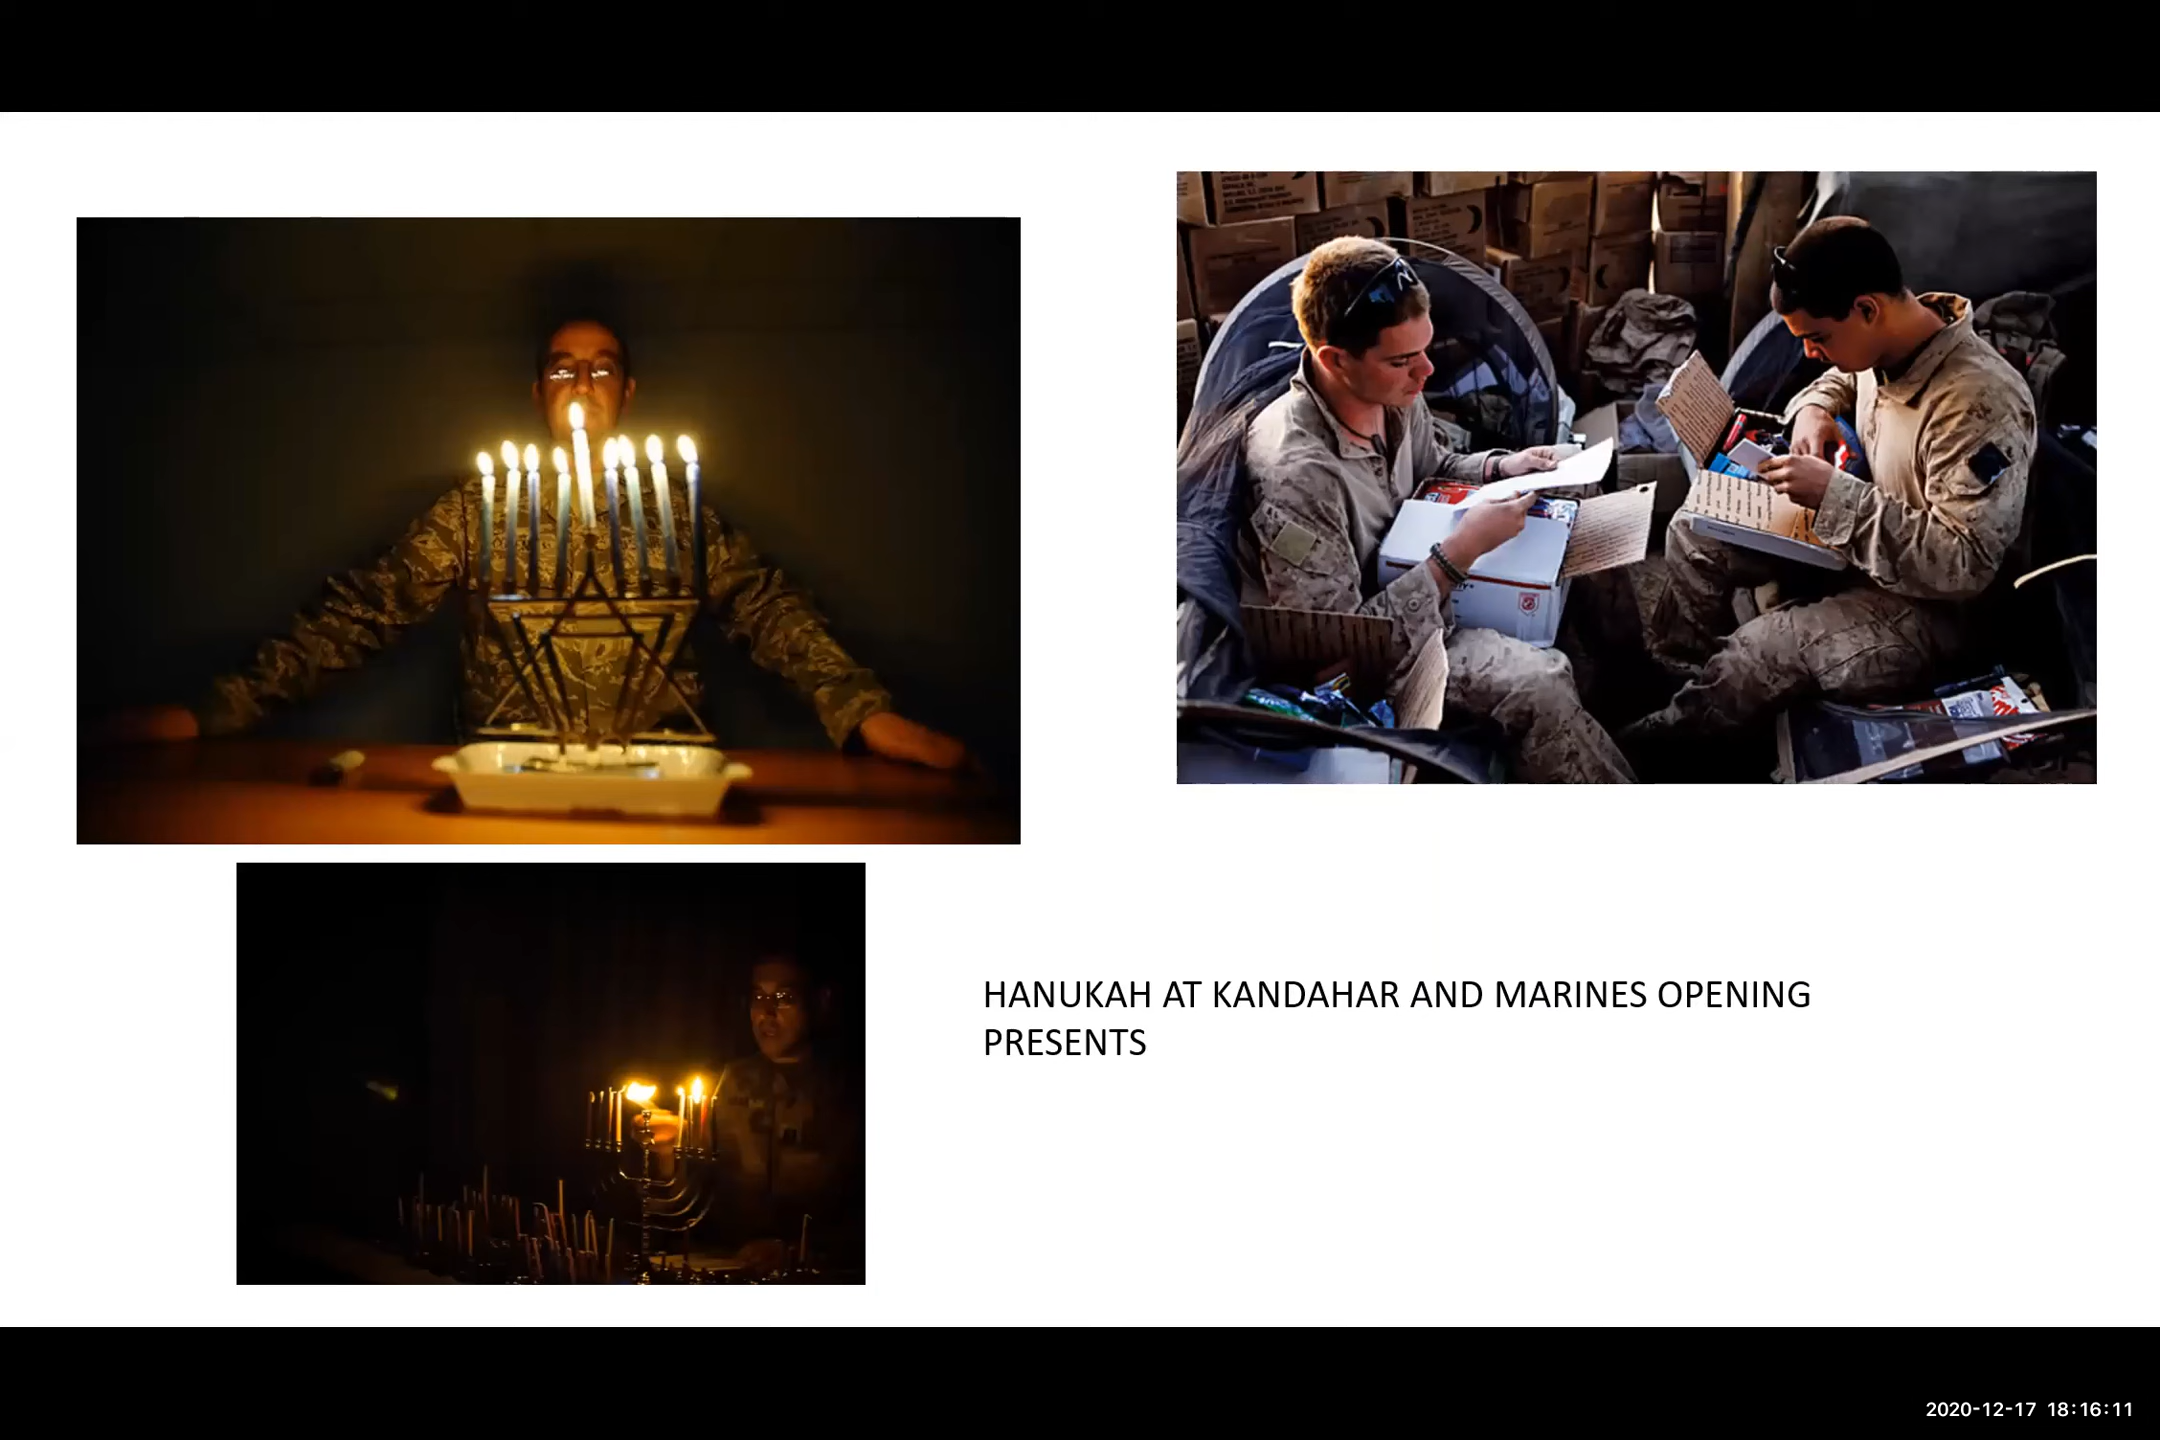 HANUKAH AT KANDAHAR AND MARINES OPENING
PRESENTS
2020-12-17 18:16:11